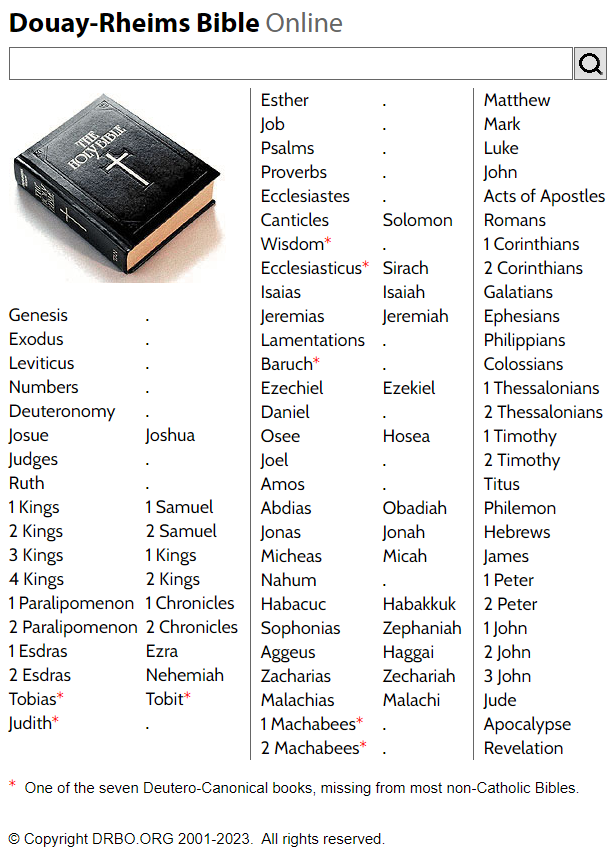 Douay-Rheims Bible Online
THE
HOLY BIBLE
THE
HOLY
BIBLE
Genesis .
Exodus .
Leviticus .
Numbers .
Deuteronomy .
Josue Joshua
Judges .
Ruth .
1 Kings 1 Samuel
2 Kings 2 Samuel
3 Kings 1 Kings
4 Kings 2 Kings
1 Paralipomenon 1 Chronicles
2 Paralipomenon 2 Chronicles
1 Esdras Ezra
2 Esdras Nehemiah
Tobias* Tobit*
Judith* .
Esther .
Job .
Psalms .
Proverbs .
Ecclesiastes .
Canticles Solomon
Wisdom* .
Ecclesiasticus* Sirach
Isaias Isaiah
Jeremias Jeremiah
Lamentations .
Baruch* .
Ezechiel Ezekiel
Daniel .
Osee Hosea
Joel .
Amos .
Abdias Obadiah
Jonas Jonah
Micheas Micah
Nahum .
Habacuc Habakkuk
Sophonias Zephaniah
Aggeus Haggai
Zacharias Zechariah
Malachias Malachi
1 Machabees* .
2 Machabees* .
Matthew
Mark
Luke
John
Acts of Apostles
Romans
1 Corinthians
2 Corinthians
Galatians
Ephesians
Philippians
Colossians
1 Thessalonians
2 Thessalonians
1 Timothy
2 Timothy
Titus
Philemon
Hebrews
James
1 Peter
2 Peter
1 John
2 John
3 John
Jude
Apocalypse
Revelation
* One of the seven Deutero-Canonical books, missing from most non-Catholic Bibles.
© Copyright DRBO.ORG 2001-2023. All rights reserved.